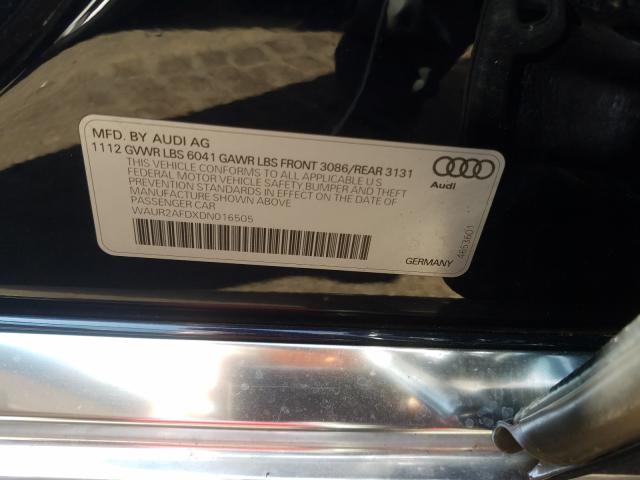 MFD. BY AUDI AG
1112 GVWR LBS 6041 GAWR LBS FRONT 3086/REAR 3131
THIS VEHICLE CONFORMS TO ALL APPLICABLE U S
FEDERAL MOTOR VEHICLE SAFETY,BUMPER AND THEFT
PREVENTION STANDARDS IN EFFECT ON THE DATE OF
MANUFACTURE SHOWN ABOVE
PASSENGER CAR
WAUR2AFDXDN016505
Audi
4653601
GERMANY